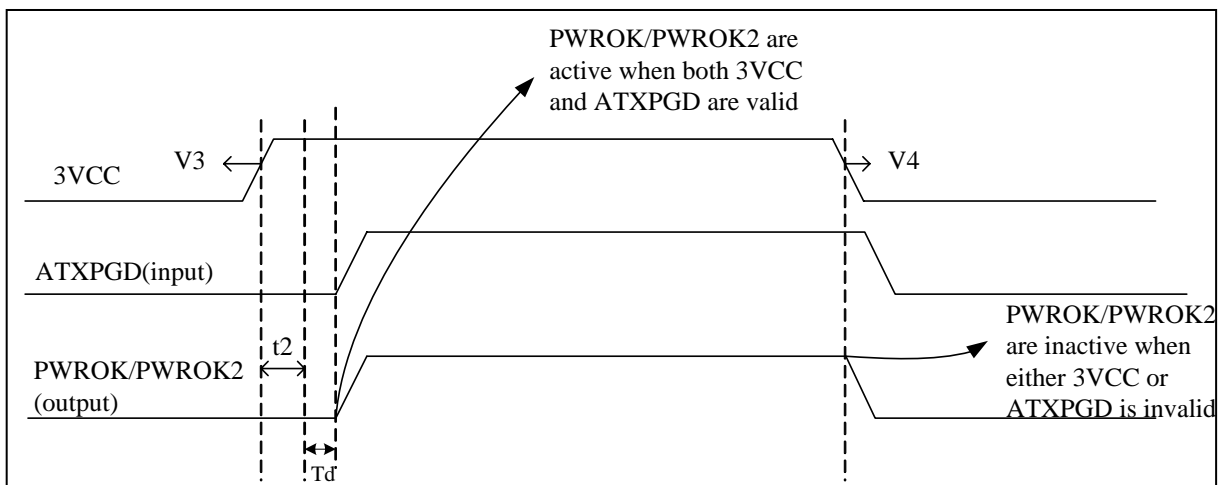 PWROK/PWROK2 are
active when both 3VCC
and ATXPGD are valid
V3
V4
3VCC
ATXPGD(input)
PWROK/PWROK2
are inactive when
either 3VCC or
ATXPGD is invalid
t2
PWROK/PWROK2
(output)
Td